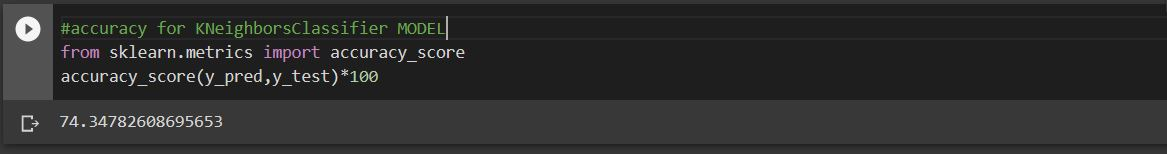 #accuracy for KNeighborsClassifier MODEL
from sklearn.metrics import accuracy_score
accuracy_score(y_pred,y_test)*100
74.34782608695653